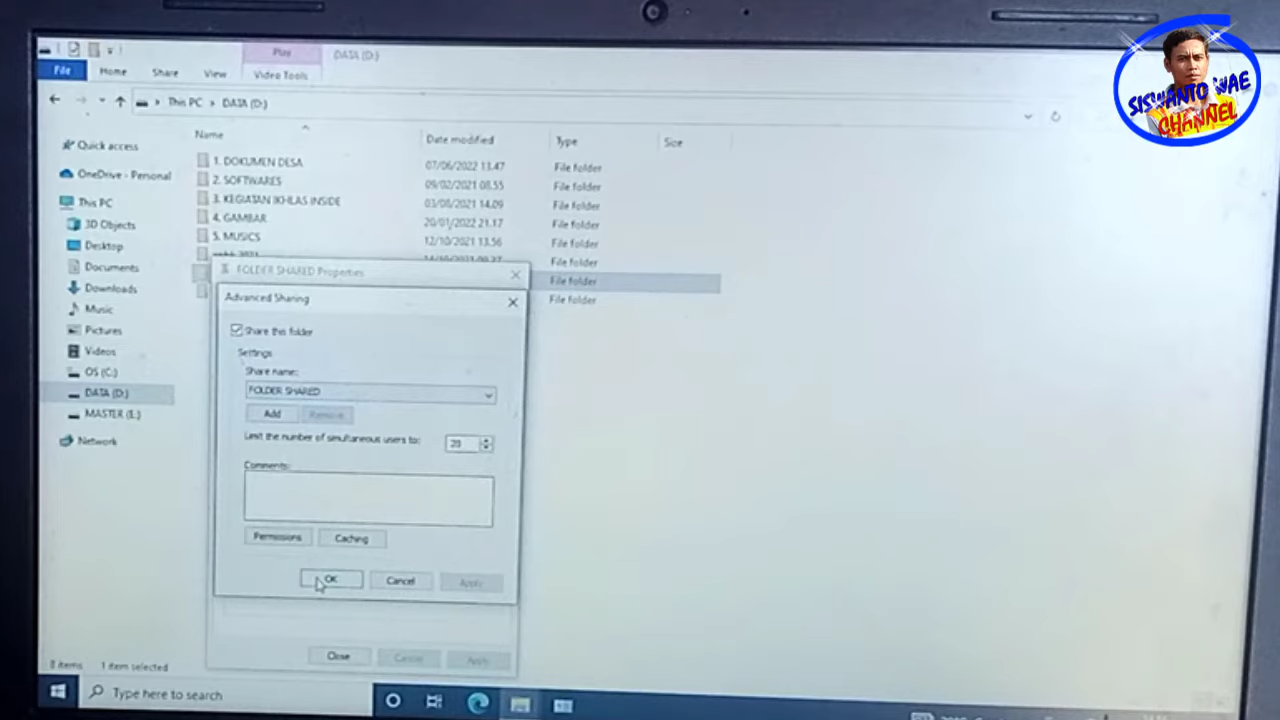 Play
DATA (D:)
File
Home
Share
View
Video Tools
This PC
DATA (D:)
Name
Date modified
Type
Size
Quick access
OneDrive - Personal
This PC
3D Objects
Desktop
Documents
Downloads
Music
Pictures
Videos
OS (C:)
DATA (D:)
MASTER (E:)
Network
1. DOKUMEN DESA
07/06/2022 13.47
File folder
2. SOFTWARES
09/02/2021 08.55
File folder
3. KEGIATAN IKHLAS INSIDE
03/08/2021 14.09
File folder
4. GAMBAR
20/01/2022 21.17
File folder
5. MUSICS
12/10/2021 13.56
File folder
File folder
File folder
File folder
FOLDER SHARED Properties
Advanced Sharing
Share this folder
Settings
Share name:
FOLDER SHARED
Add
Remove
Limit the number of simultaneous users to:
20
Comments:
Permissions
Caching
OK
Cancel
Apply
Close
Cancel
Apply
8 items
1 item selected
Type here to search
SISWANTO WAE
CHANNEL